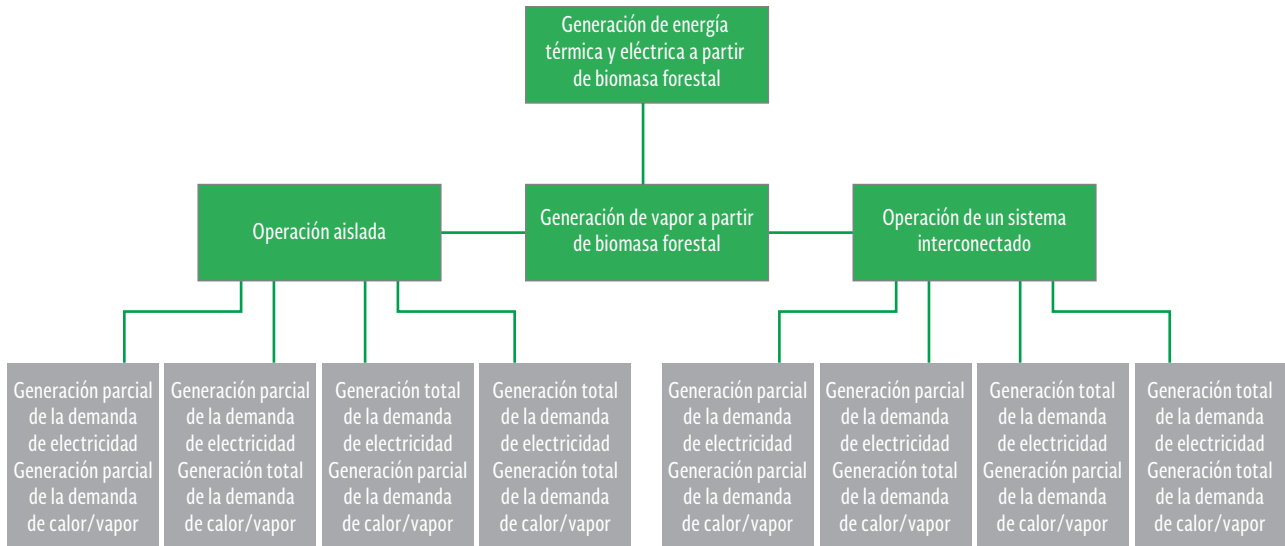 Generación de energía
térmica y eléctrica a partir
de biomasa forestal
Operación aislada
Generación de vapor a partir
de biomasa forestal
Operación de un sistema
interconectado
Generación parcial
de la demanda
de electricidad
Generación parcial
de la demanda
de calor/vapor
Generación parcial
de la demanda
de electricidad
Generación total
de la demanda
de calor/vapor
Generación total
de la demanda
de electricidad
Generación parcial
de la demanda
de calor/vapor
Generación total
de la demanda
de electricidad
Generación total
de la demanda
de calor/vapor
Generación parcial
de la demanda
de electricidad
Generación parcial
de la demanda
de calor/vapor
Generación parcial
de la demanda
de electricidad
Generación total
de la demanda
de calor/vapor
Generación total
de la demanda
de electricidad
Generación parcial
de la demanda
de calor/vapor
Generación total
de la demanda
de electricidad
Generación total
de la demanda
de calor/vapor